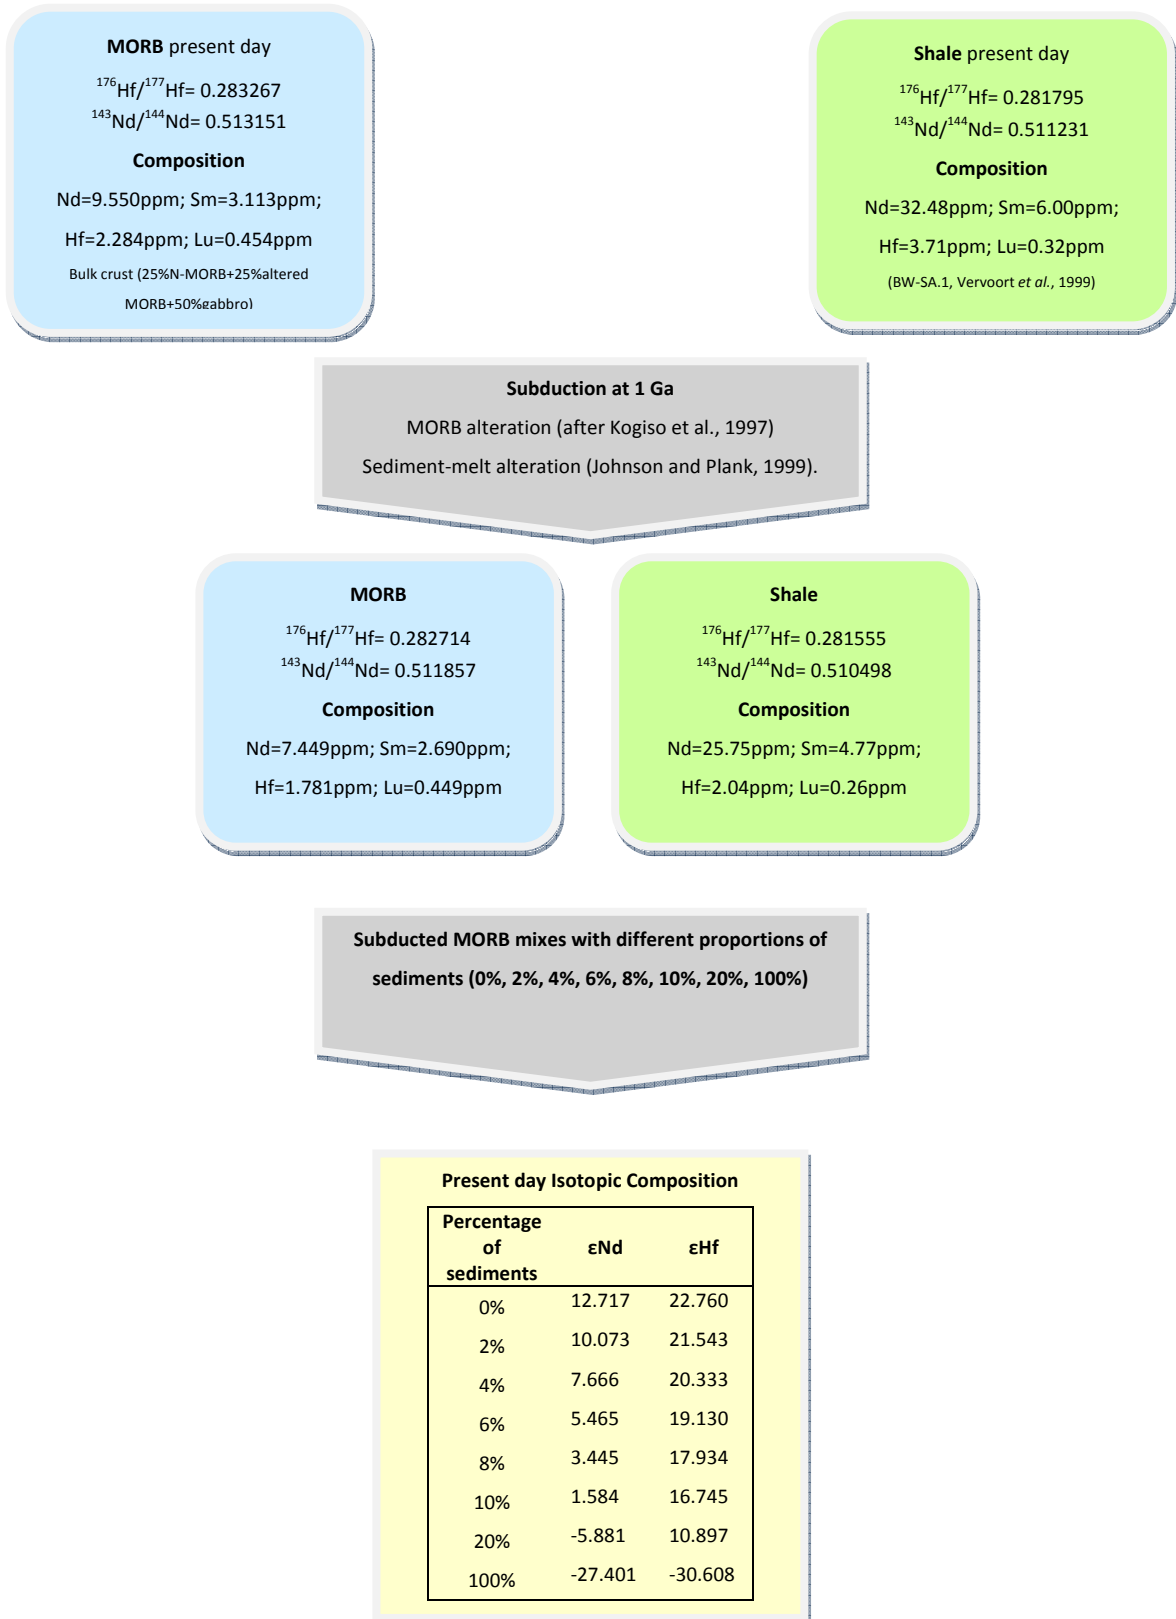 MORB present day
¹⁷⁶Hf/¹⁷⁷Hf= 0.283267
¹⁴³Nd/¹⁴⁴Nd= 0.513151
Composition
Nd=9.550ppm; Sm=3.113ppm;
Hf=2.284ppm; Lu=0.454ppm
Bulk crust (25%N-MORB+25%altered
MORB+50%gabbro)
Shale present day
¹⁷⁶Hf/¹⁷⁷Hf= 0.281795
¹⁴³Nd/¹⁴⁴Nd= 0.511231
Composition
Nd=32.48ppm; Sm=6.00ppm;
Hf=3.71ppm; Lu=0.32ppm
(BW-SA.1, Vervoort et al., 1999)
Subduction at 1 Ga
MORB alteration (after Kogiso et al., 1997)
Sediment-melt alteration (Johnson and Plank, 1999).
MORB
¹⁷⁶Hf/¹⁷⁷Hf= 0.282714
¹⁴³Nd/¹⁴⁴Nd= 0.511857
Composition
Nd=7.449ppm; Sm=2.690ppm;
Hf=1.781ppm; Lu=0.449ppm
Shale
¹⁷⁶Hf/¹⁷⁷Hf= 0.281555
¹⁴³Nd/¹⁴⁴Nd= 0.510498
Composition
Nd=25.75ppm; Sm=4.77ppm;
Hf=2.04ppm; Lu=0.26ppm
Subducted MORB mixes with different proportions of
sediments (0%, 2%, 4%, 6%, 8%, 10%, 20%, 100%)
Present day Isotopic Composition
Percentage
of
sediments εNd εHf
0% 12.717 22.760
2% 10.073 21.543
4% 7.666 20.333
6% 5.465 19.130
8% 3.445 17.934
10% 1.584 16.745
20% -5.881 10.897
100% -27.401 -30.608